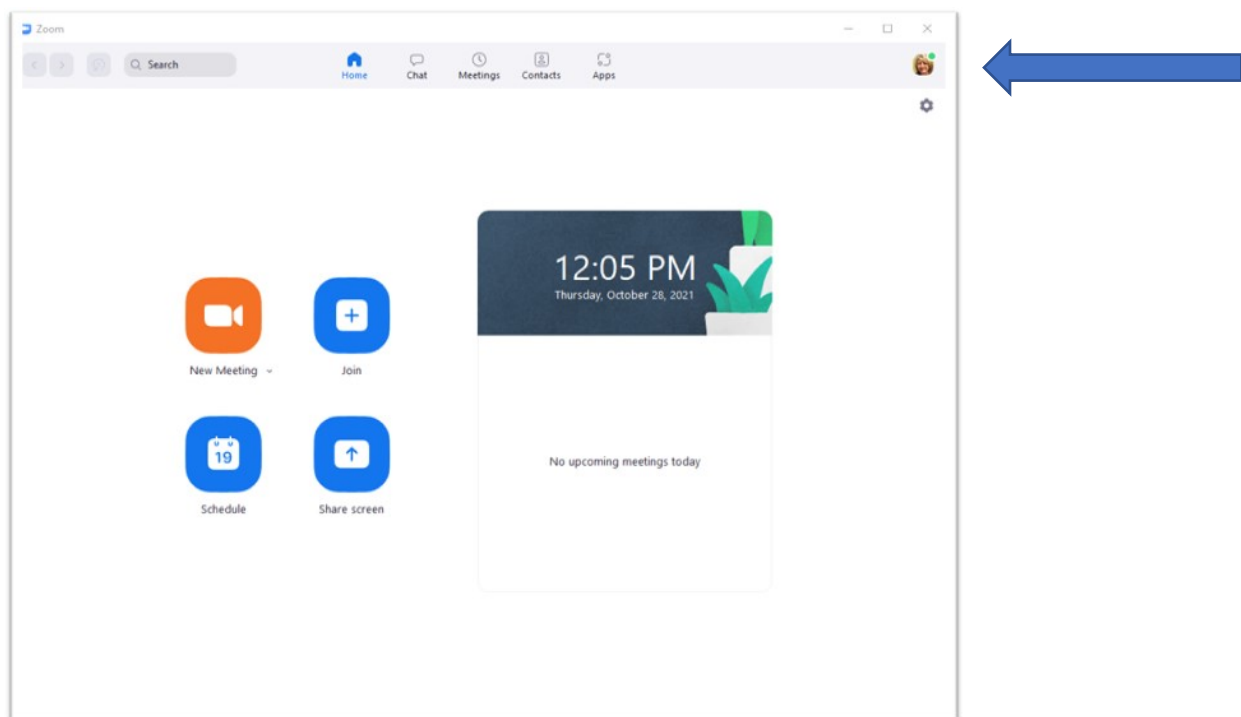 Zoom
Search
Home
Chat
Meetings
Contacts
Apps
12:05 PM
Thursday, October 28, 2021
New Meeting
Join
19
Schedule
Share screen
No upcoming meetings today